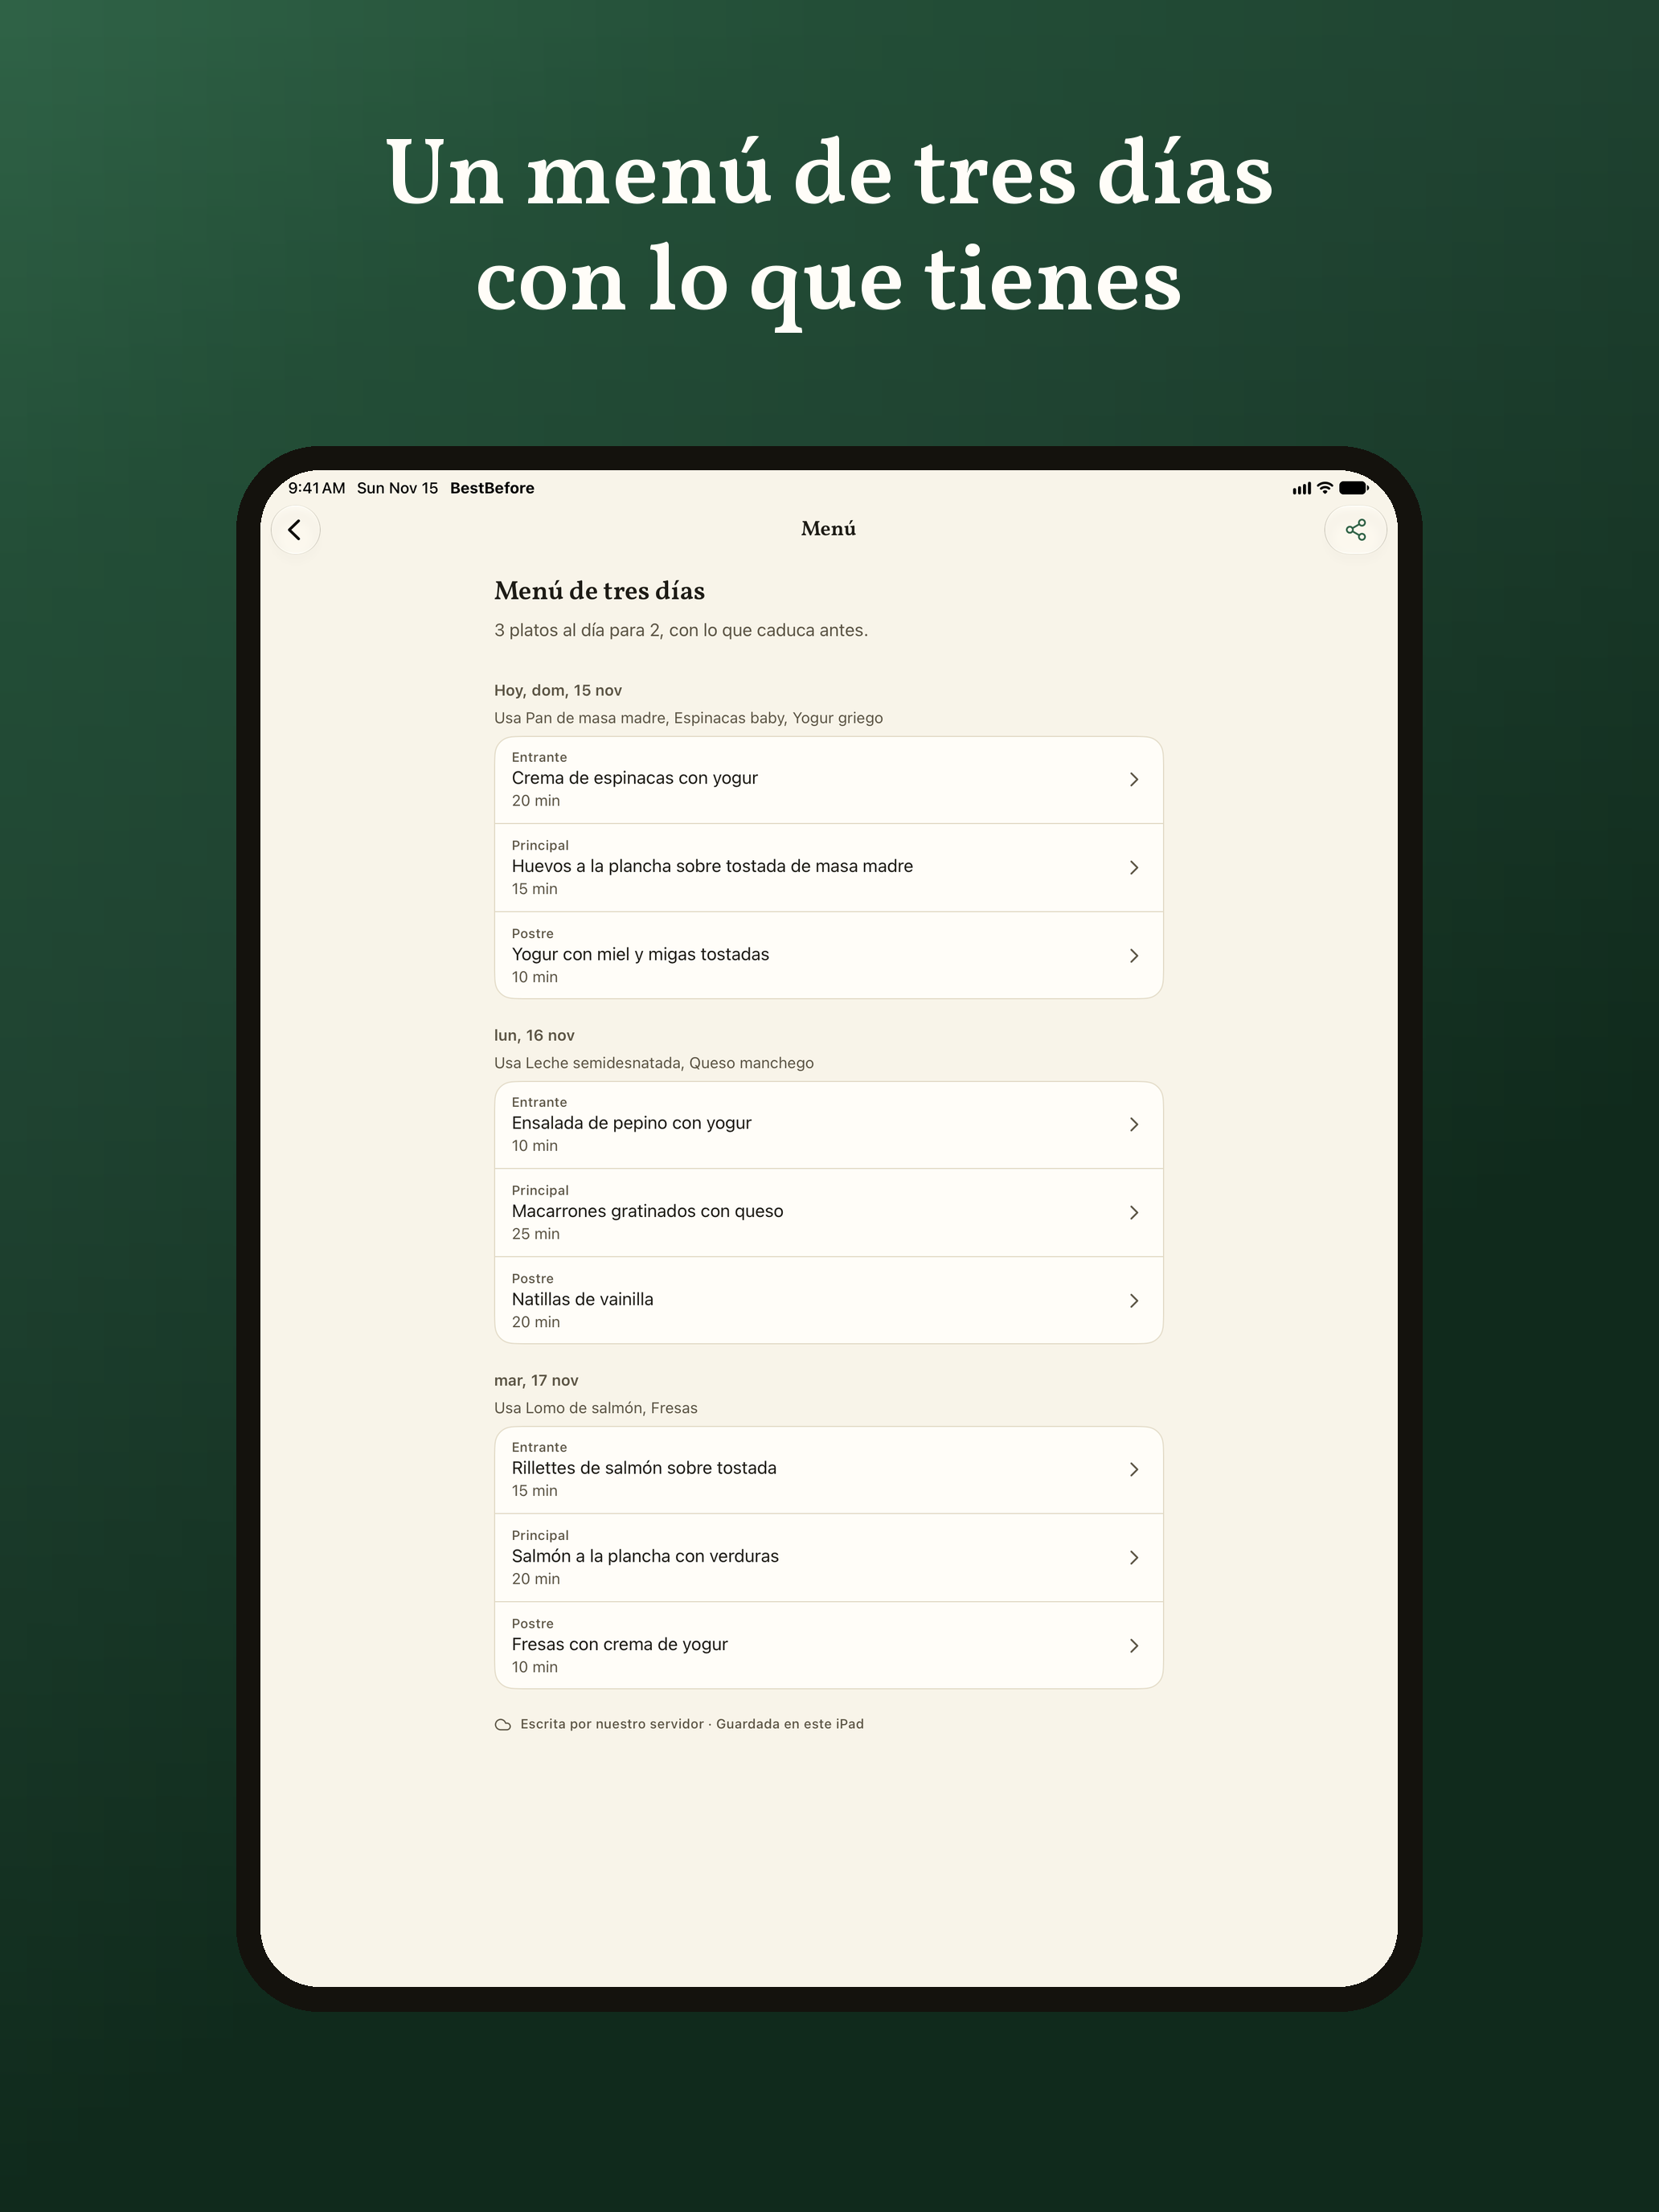 Un menú de tres días
con lo que tienes
9:41 AM Sun Nov 15 BestBefore
Menú
Menú de tres días
3 platos al día para 2, con lo que caduca antes.
Hoy, dom, 15 nov
Usa Pan de masa madre, Espinacas baby, Yogur griego
Entrante
Crema de espinacas con yogur
20 min
Principal
Huevos a la plancha sobre tostada de masa madre
15 min
Postre
Yogur con miel y migas tostadas
10 min
lun, 16 nov
Usa Leche semidesnatada, Queso manchego
Entrante
Ensalada de pepino con yogur
10 min
Principal
Macarrones gratinados con queso
25 min
Postre
Natillas de vainilla
20 min
mar, 17 nov
Usa Lomo de salmón, Fresas
Entrante
Rillettes de salmón sobre tostada
15 min
Principal
Salmón a la plancha con verduras
20 min
Postre
Fresas con crema de yogur
10 min
Escrita por nuestro servidor · Guardada en este iPad